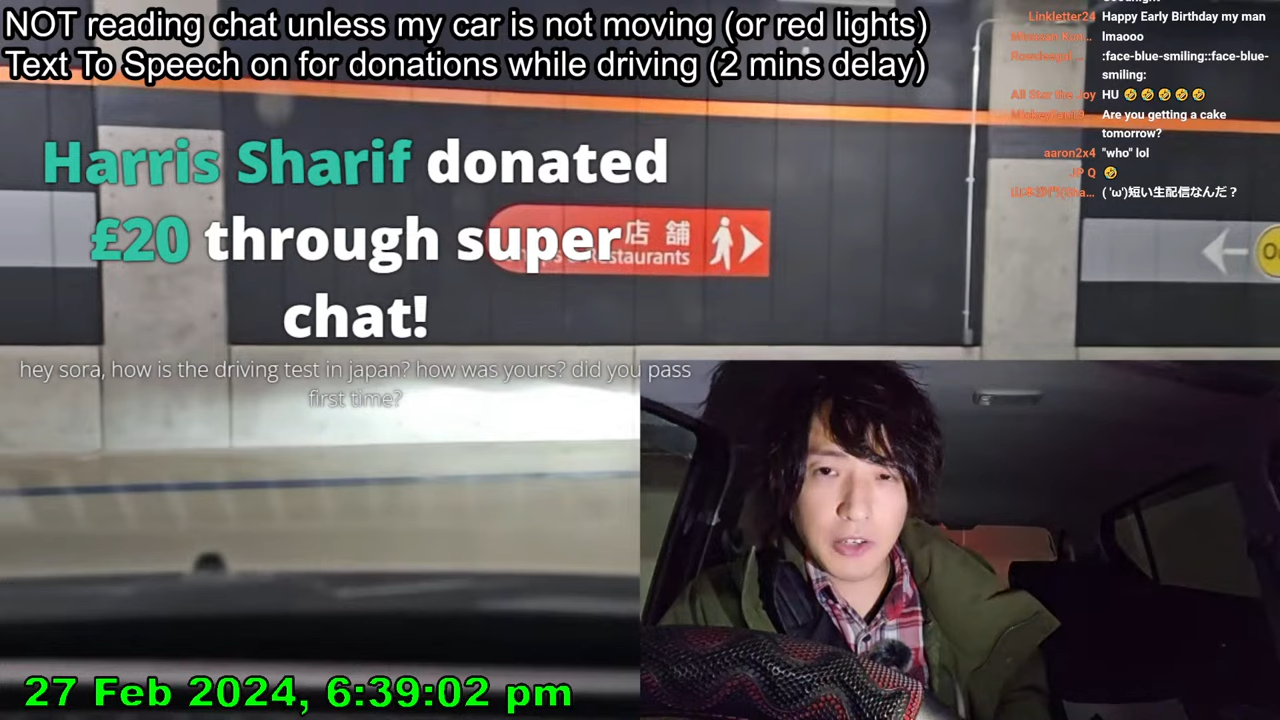 NOT reading chat unless my car is not moving (or red lights)
Text To Speech on for donations while driving (2 mins delay)
Harris Sharif donated
£20 through super
chat!
hey sora, how is the driving test in japan? how was yours? did you pass
first time?
店舗
Restaurants
Linkletter24 Happy Early Birthday my man
lmaooo
:face-blue-smiling::face-blue-
smiling:
All Star the Joy HU 🤣🤣🤣🤣🤣
Are you getting a cake
tomorrow?
aaron2x4 "who" lol
JP Q 🤣
( 'ω')短い生配信なんだ？
27 Feb 2024, 6:39:02 pm